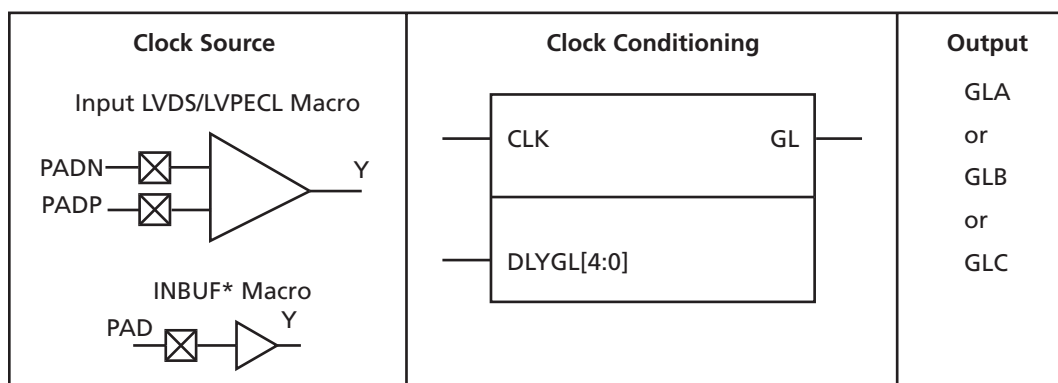 Clock Source
Input LVDS/LVPECL Macro
PADN
PADP
Y
INBUF* Macro
PAD
Y
Clock Conditioning
CLK
GL
DLYGL[4:0]
Output
GLA
or
GLB
or
GLC